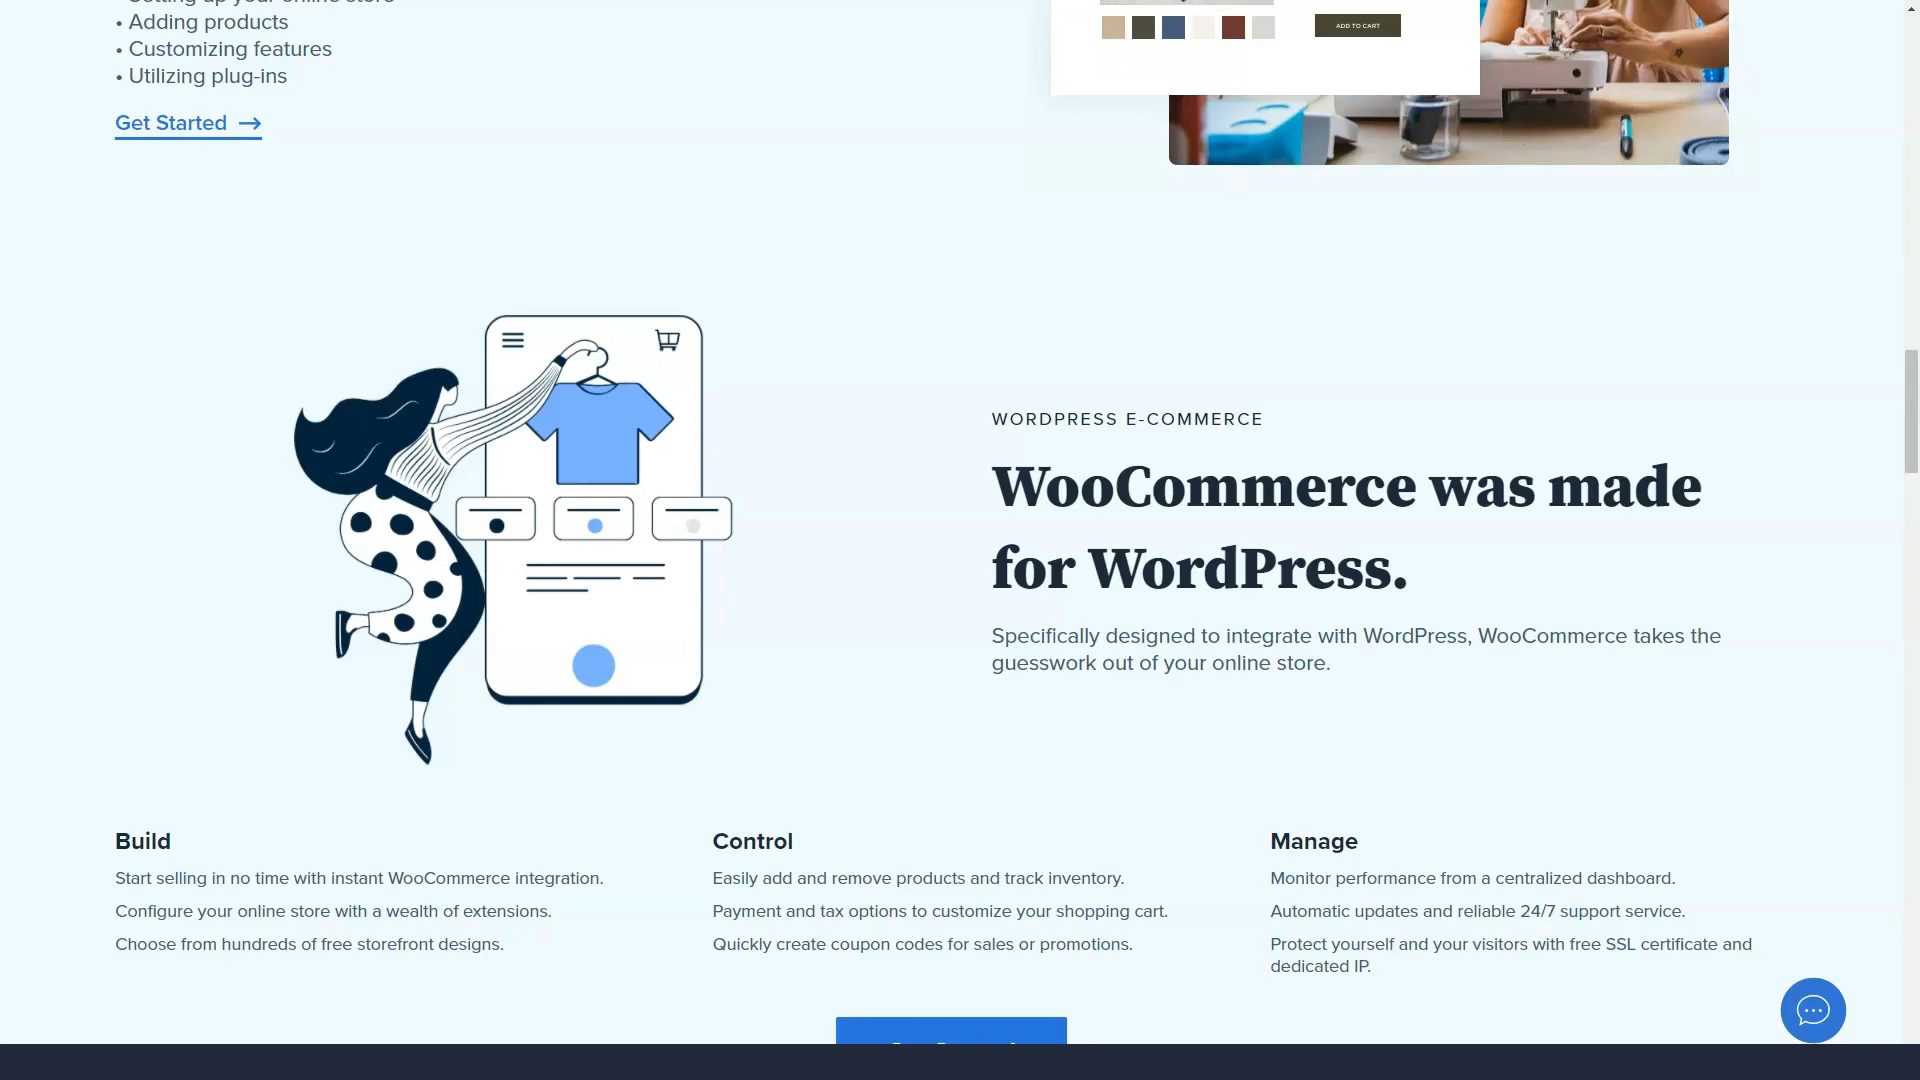 • Adding products
• Customizing features
• Utilizing plug-ins
Get Started
ADD TO CART
WORDPRESS E-COMMERCE
WooCommerce was made
for WordPress.
Specifically designed to integrate with WordPress, WooCommerce takes the
guesswork out of your online store.
Build
Start selling in no time with instant WooCommerce integration.
Configure your online store with a wealth of extensions.
Choose from hundreds of free storefront designs.
Control
Easily add and remove products and track inventory.
Payment and tax options to customize your shopping cart.
Quickly create coupon codes for sales or promotions.
Manage
Monitor performance from a centralized dashboard.
Automatic updates and reliable 24/7 support service.
Protect yourself and your visitors with free SSL certificate and
dedicated IP.